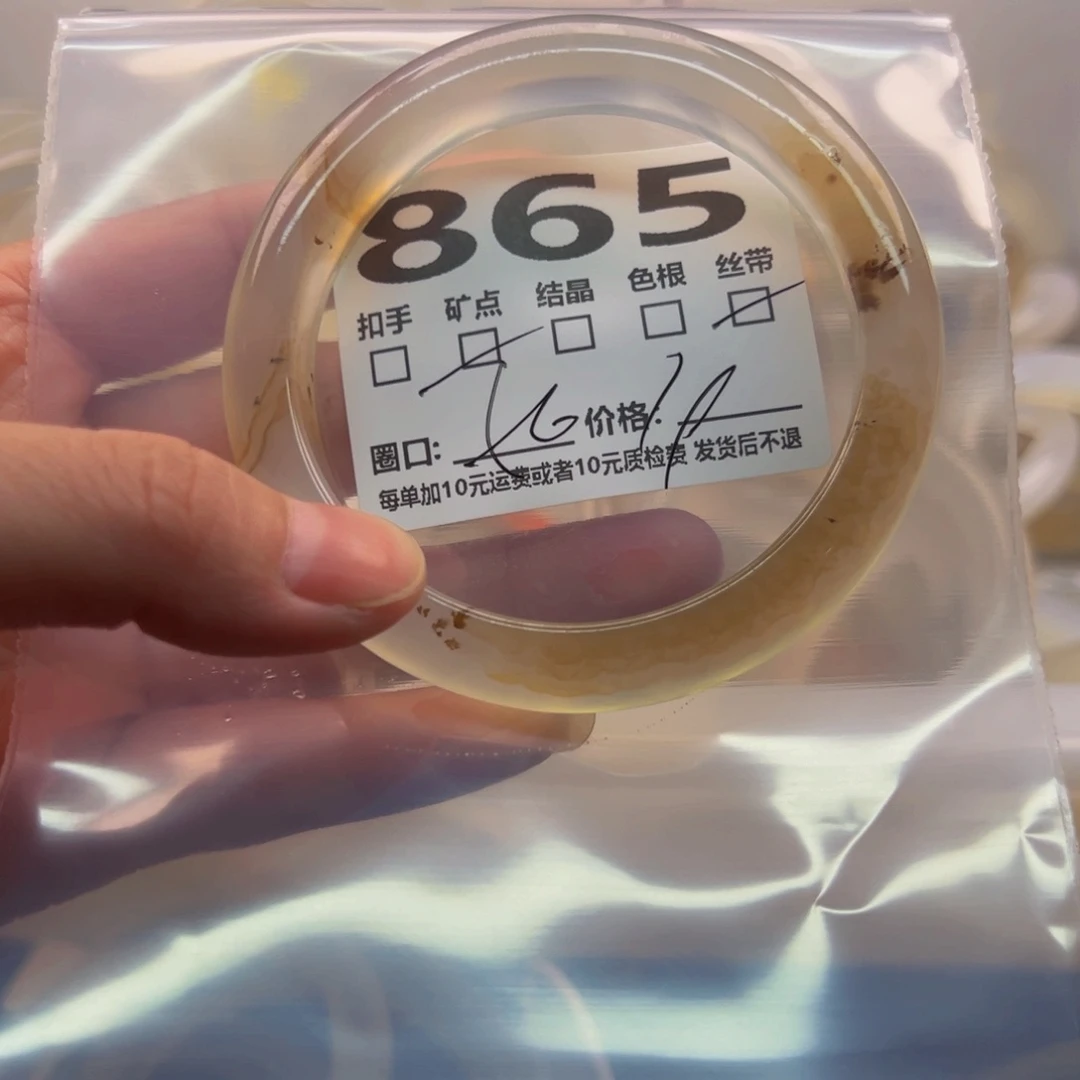 865
扣手 矿点 结晶 色根 丝带
圈口: 价格:
每单加10元运费或者10元质检费 发货后不退